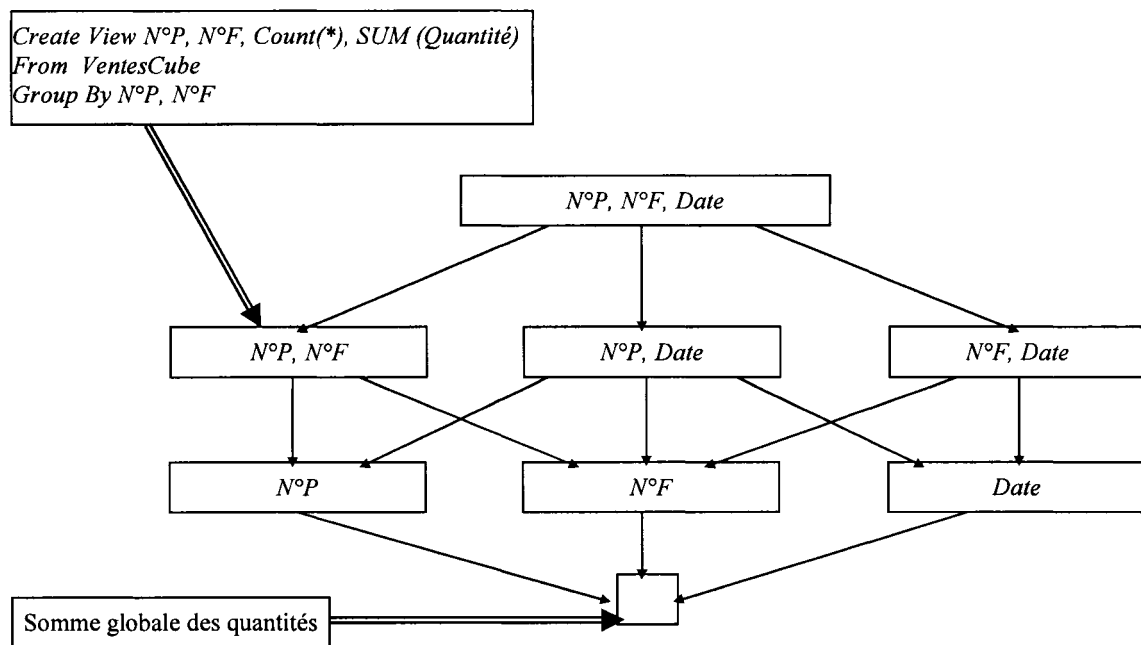 Create View N°P, N°F, Count(*), SUM (Quantité)
From VentesCube
Group By N°P, N°F
N°P, N°F, Date
N°P, N°F
N°P, Date
N°F, Date
N°P
N°F
Date
Somme globale des quantités